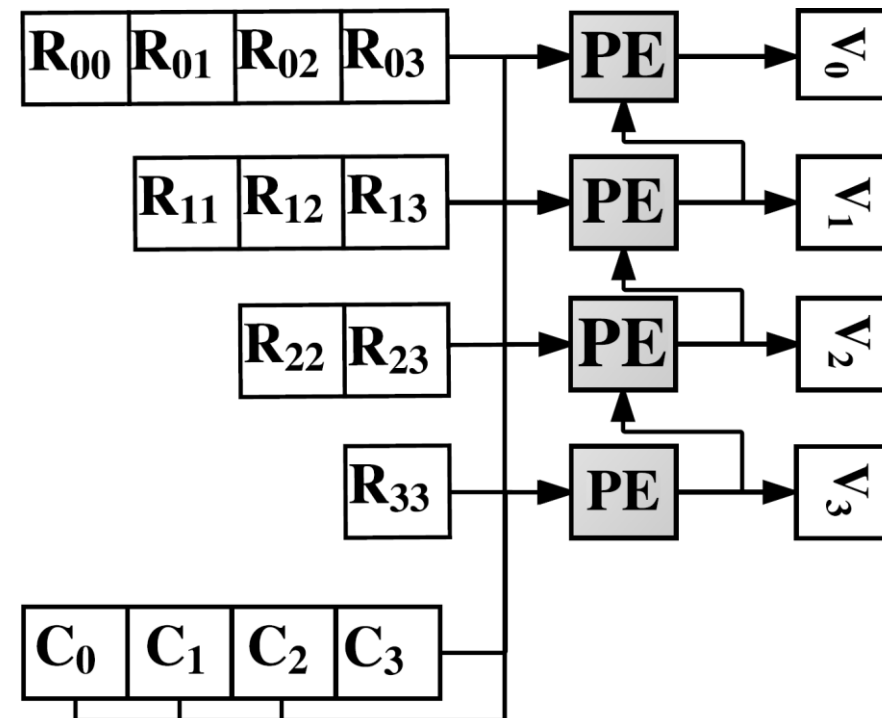 R₀₀ R₀₁ R₀₂ R₀₃ PE V₀
R₁₁ R₁₂ R₁₃ PE V₁
R₂₂ R₂₃ PE V₂
R₃₃ PE V₃
C₀ C₁ C₂ C₃